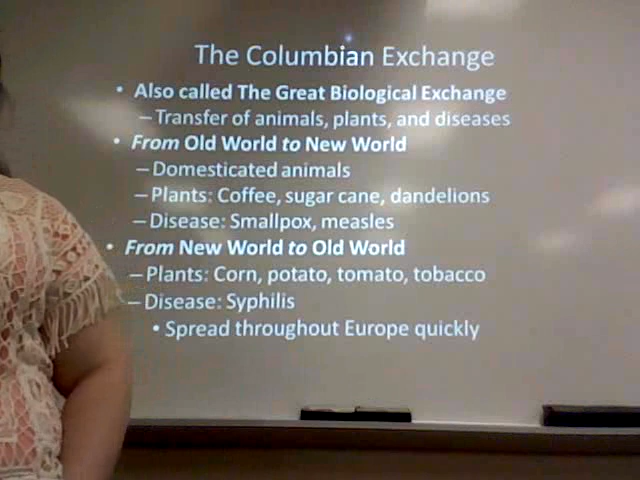 The Columbian Exchange
• Also called The Great Biological Exchange
– Transfer of animals, plants, and diseases
• From Old World to New World
– Domesticated animals
– Plants: Coffee, sugar cane, dandelions
– Disease: Smallpox, measles
• From New World to Old World
– Plants: Corn, potato, tomato, tobacco
– Disease: Syphilis
• Spread throughout Europe quickly